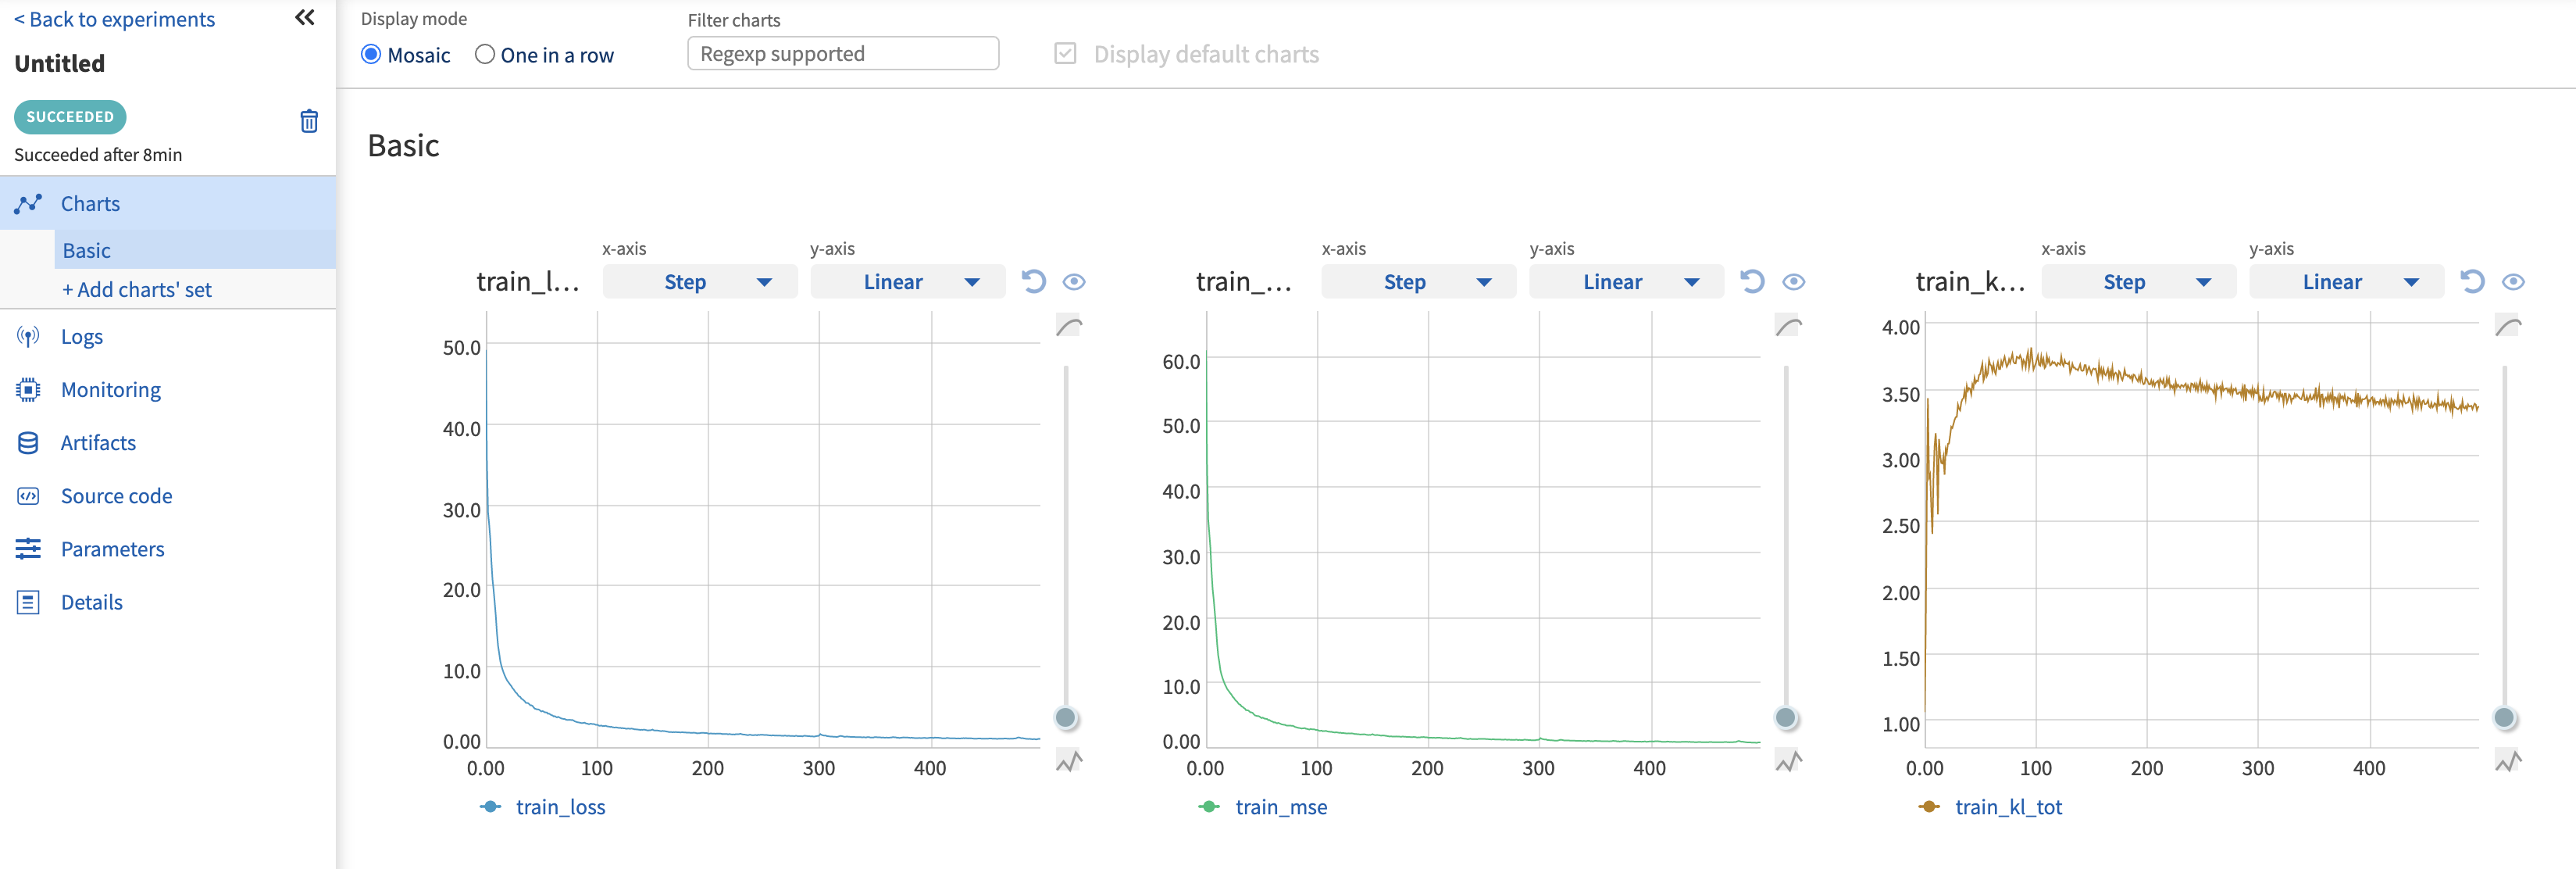 < Back to experiments
Untitled
SUCCEEDED
Succeeded after 8min
Charts
Basic
+ Add charts' set
Logs
Monitoring
Artifacts
Source code
Parameters
Details
Display mode
Mosaic
One in a row
Filter charts
Regexp supported
Display default charts
Basic
train_l...
x-axis
Step
y-axis
Linear
50.0
40.0
30.0
20.0
10.0
0.00
0.00 100 200 300 400
train_loss
train_...
x-axis
Step
y-axis
Linear
60.0
50.0
40.0
30.0
20.0
10.0
0.00
0.00 100 200 300 400
train_mse
train_k...
x-axis
Step
y-axis
Linear
4.00
3.50
3.00
2.50
2.00
1.50
1.00
0.00 100 200 300 400
train_kl_tot